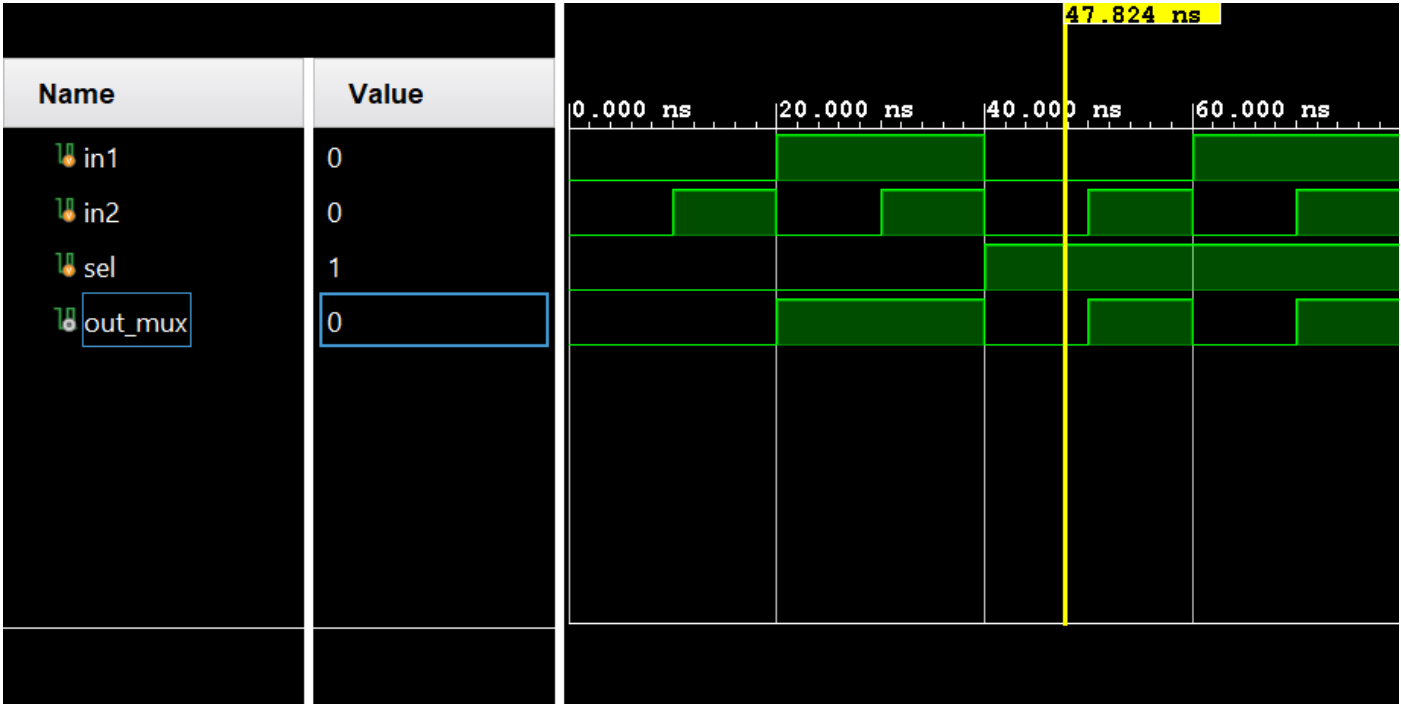 47.824 ns
Name Value
0.000 ns 20.000 ns 40.000 ns 60.000 ns
in1 0
in2 0
sel 1
out_mux 0